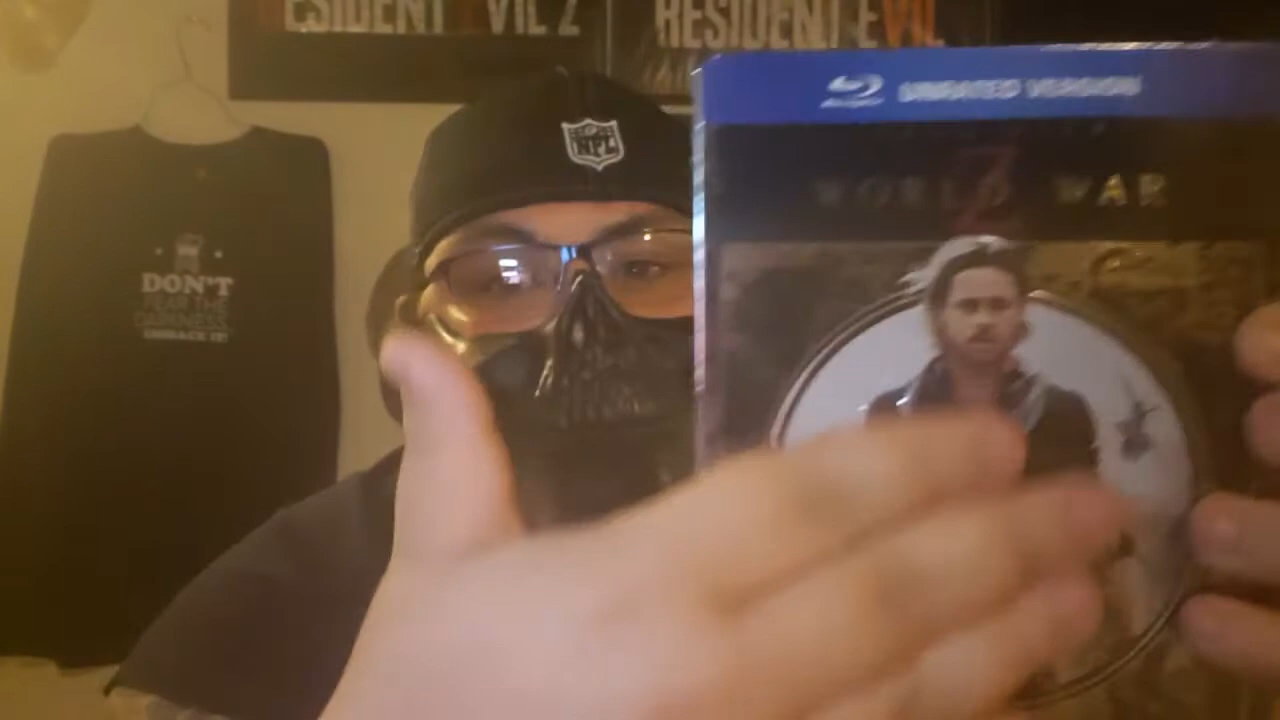 ESIDENT EVIL 2
RESIDENT EVIL
UNRATED VERSION
NFL
Z
WORLD WAR
DON'T
FEAR THE
DARKNESS
EMBRACE IT!